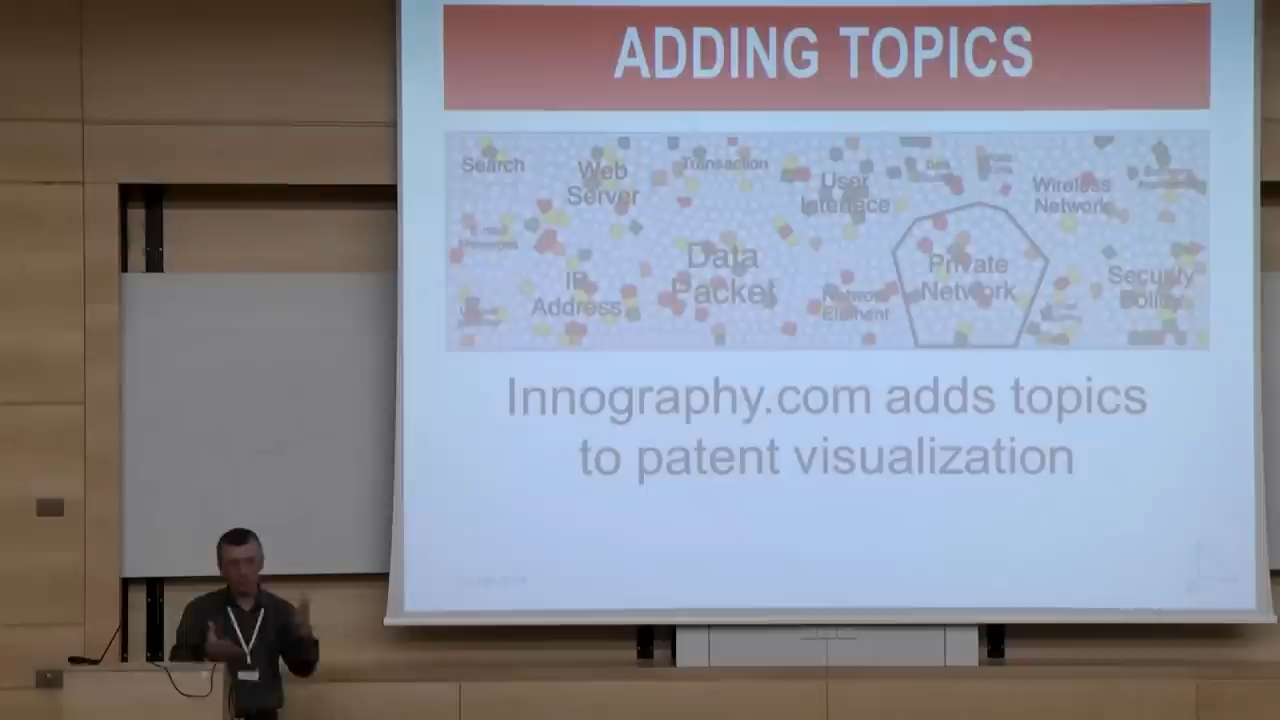 ADDING TOPICS
Search
Web
Server
Transaction
User
Interface
Wireless
Network
Data
Packet
Private
Network
IP
Address
Network
Element
Security
Policy
Innography.com adds topics
to patent visualization